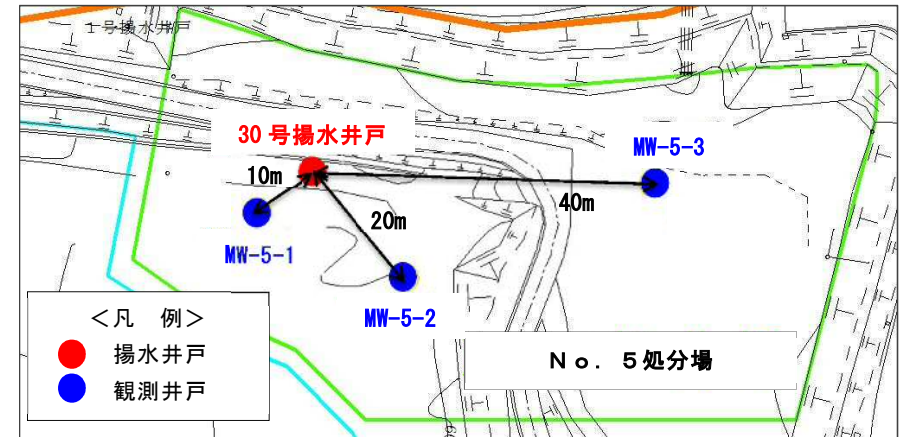 1号揚水井戸
30号揚水井戸
MW-5-3
10m
20m
40m
MW-5-1
MW-5-2
＜凡　例＞
揚水井戸
観測井戸
Ｎｏ．５処分場